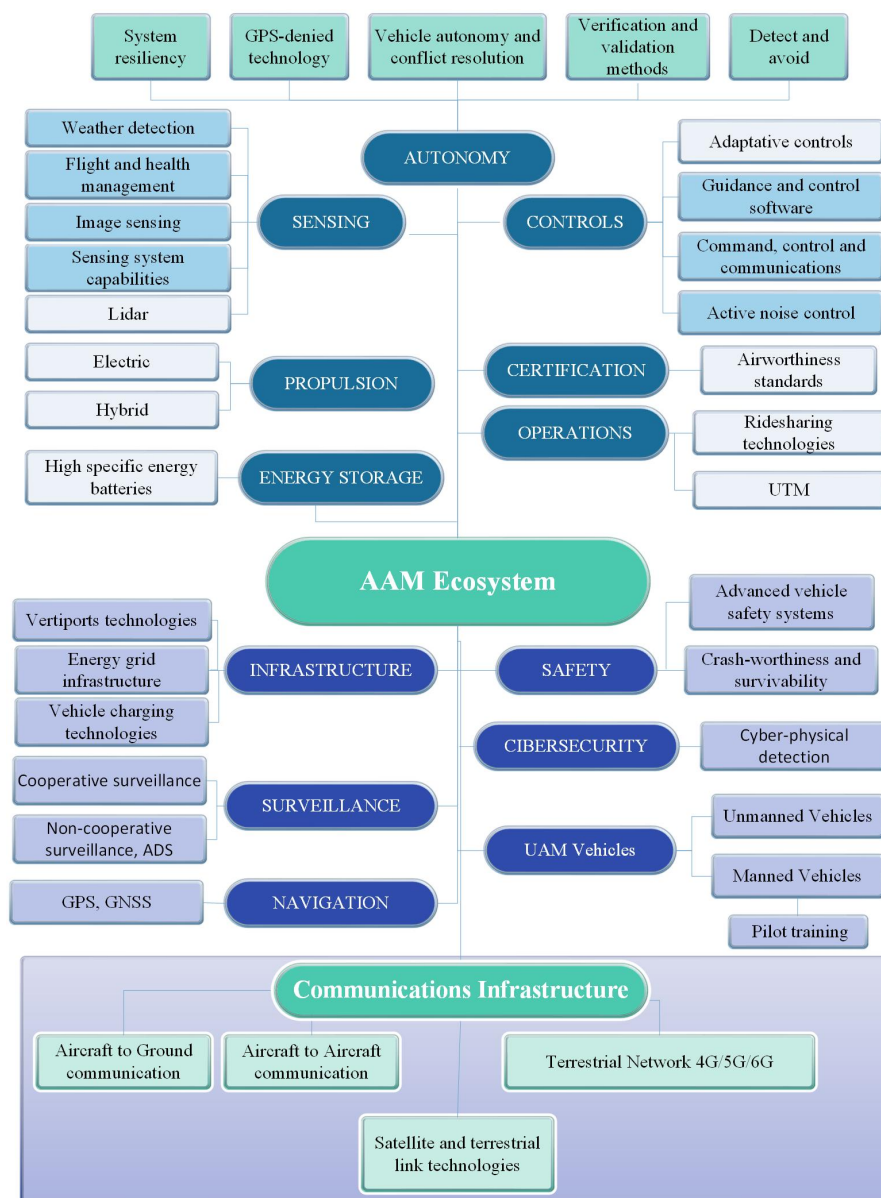 System
resiliency
GPS-denied
technology
Vehicle autonomy and
conflict resolution
Verification and
validation
methods
Detect and
avoid
AUTONOMY
Weather detection
Flight and health
management
Image sensing
Sensing system
capabilities
Lidar
SENSING
CONTROLS
Adaptative controls
Guidance and control
software
Command, control and
communications
Active noise control
Electric
Hybrid
PROPULSION
CERTIFICATION
Airworthiness
standards
OPERATIONS
Ridesharing
technologies
UTM
High specific energy
batteries
ENERGY STORAGE
AAM Ecosystem
Vertiports technologies
Energy grid
infrastructure
Vehicle charging
technologies
INFRASTRUCTURE
SAFETY
Advanced vehicle
safety systems
Crash-worthiness and
survivability
CIBERSECURITY
Cyber-physical
detection
Cooperative surveillance
Non-cooperative
surveillance, ADS
SURVEILLANCE
UAM Vehicles
Unmanned Vehicles
Manned Vehicles
Pilot training
GPS, GNSS
NAVIGATION
Communications Infrastructure
Aircraft to Ground
communication
Aircraft to Aircraft
communication
Terrestrial Network 4G/5G/6G
Satellite and terrestrial
link technologies